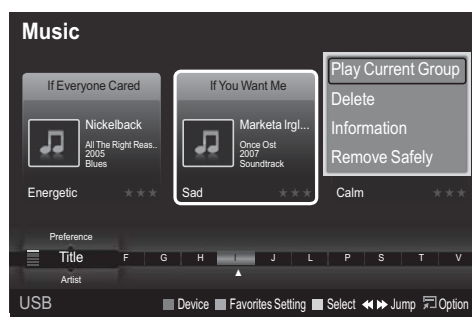 Music
If Everyone Cared
Nickelback
All The Right Reas..
2005
Blues
Energetic
If You Want Me
Marketa Irgl...
Once Ost
2007
Soundtrack
Sad
Play Current Group
Delete
Information
Remove Safely
Calm
Preference
Title
F G H I J L P S T V
Artist
USB
Device Favorites Setting Select Jump Option